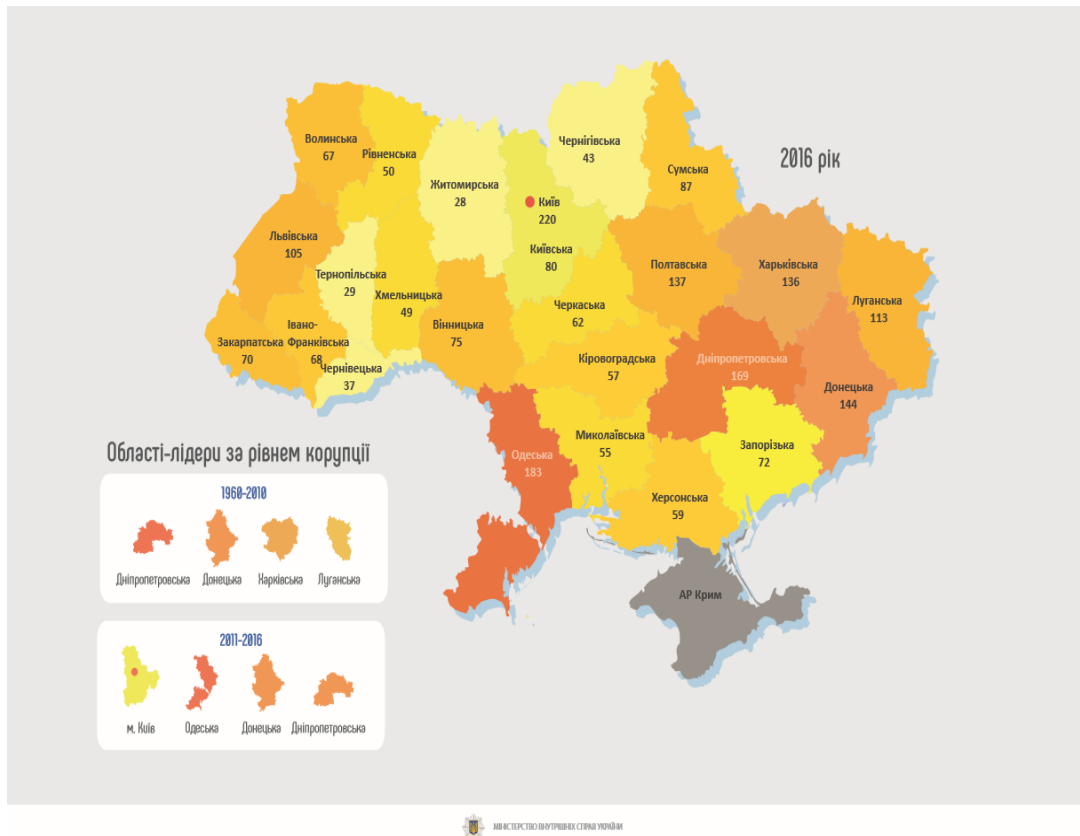 2016 рік
Волинська
67
Рівненська
50
Житомирська
28
Чернігівська
43
Сумська
87
Київ
220
Київська
80
Львівська
105
Тернопільська
29
Хмельницька
49
Вінницька
75
Черкаська
62
Полтавська
137
Харьківська
136
Луганська
113
Закарпатська
70
Івано-
Франківська
68
Чернівецька
37
Кіровоградська
57
Дніпропетровська
169
Донецька
144
Одеська
183
Миколаївська
55
Запорізька
72
Херсонська
59
АР Крим
Області-лідери за рівнем корупції
1960-2010
Дніпропетровська Донецька Харківська Луганська
2011-2016
м. Київ Одеська Донецька Дніпропетровська
МІНІСТЕРСТВО ВНУТРІШНІХ СПРАВ УКРАЇНИ